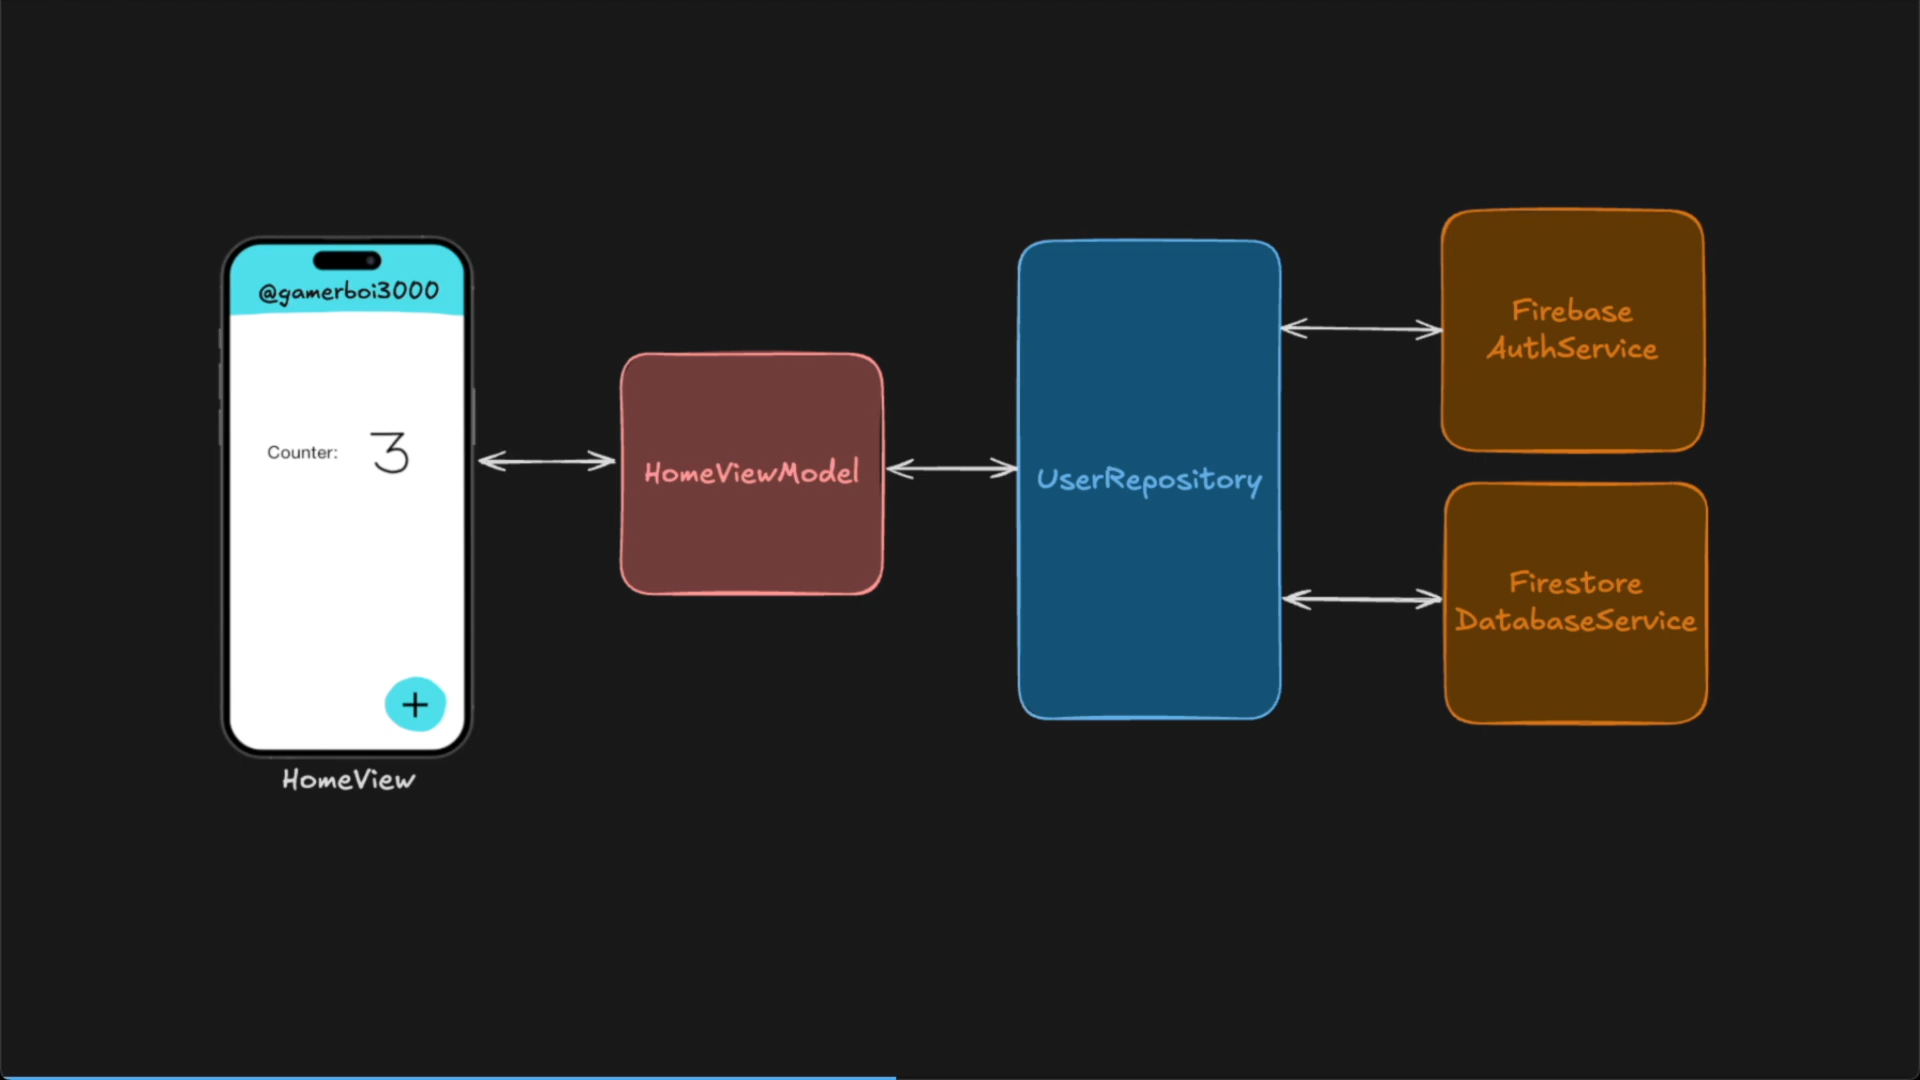 @gamerboi3000
Counter: 3
+
HomeView
HomeViewModel
UserRepository
Firebase
AuthService
Firestore
DatabaseService